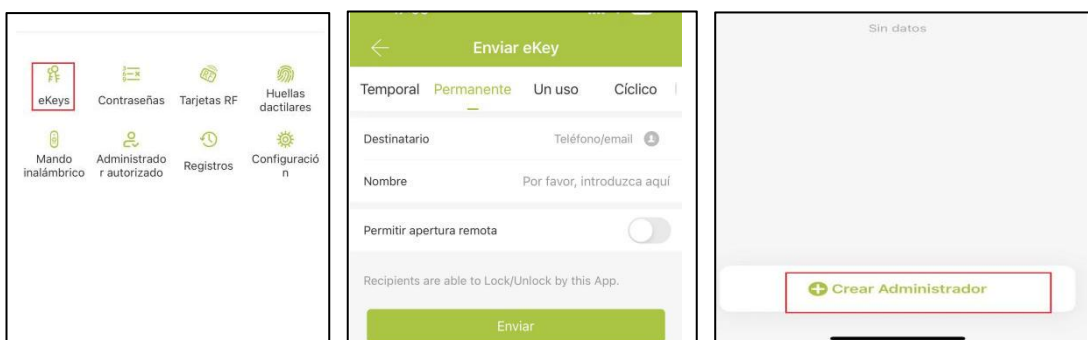 eKeys
Contraseñas
Tarjetas RF
Huellas
dactilares
Mando
inalámbrico
Administrado
r autorizado
Registros
Configuració
n
Enviar eKey
Temporal Permanente Un uso Cíclico
Destinatario Teléfono/email
Nombre Por favor, introduzca aquí
Permitir apertura remota
Recipients are able to Lock/Unlock by this App.
Enviar
Sin datos
Crear Administrador